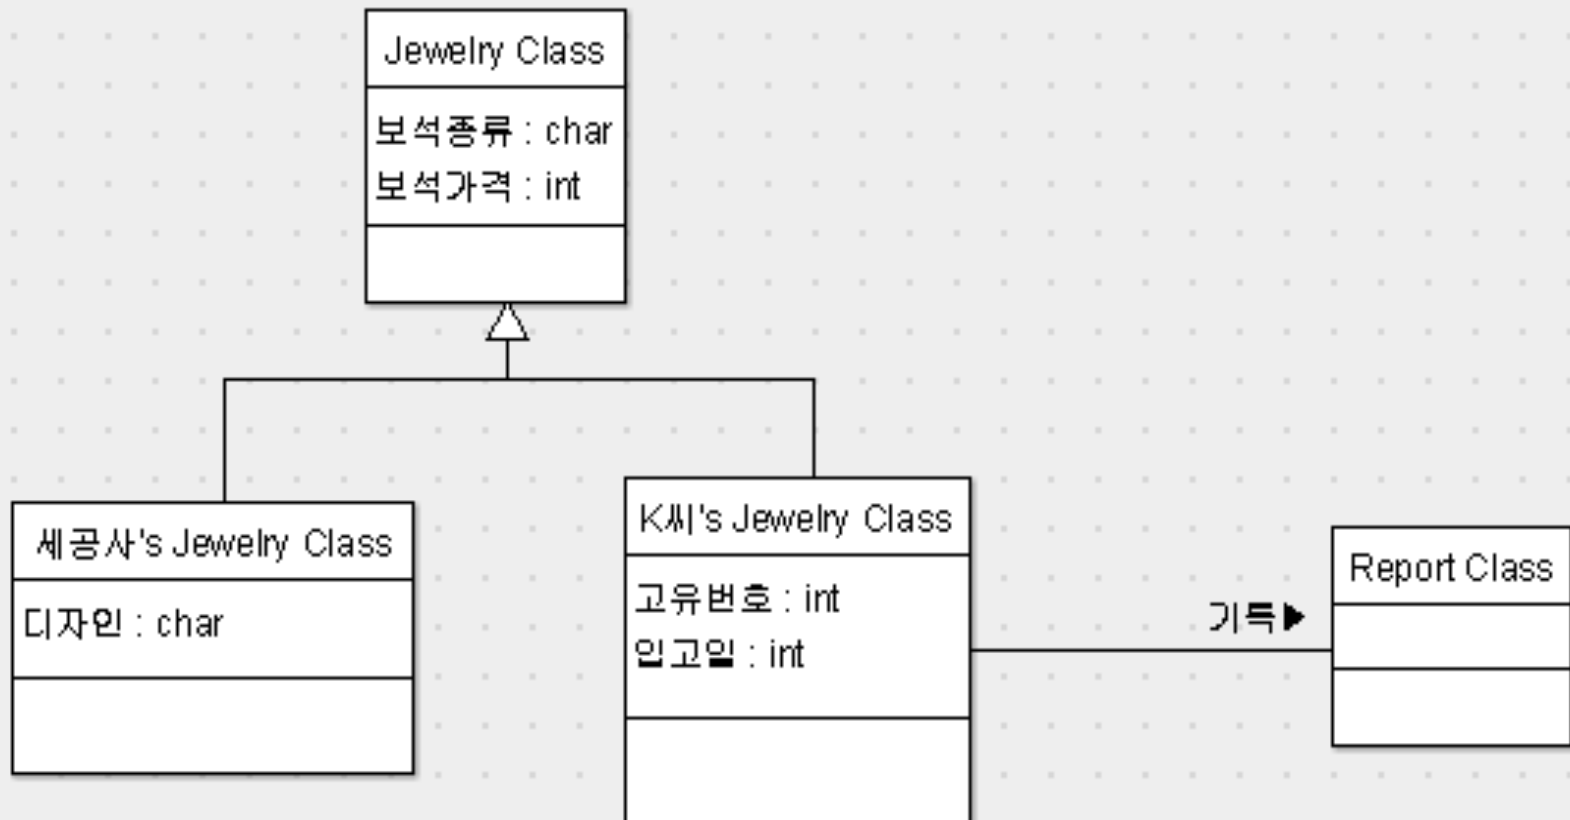 Jewelry Class
보석종류 : char
보석가격 : int
세공사's Jewelry Class
디자인 : char
K씨's Jewelry Class
고유번호 : int
입고일 : int
기록▶
Report Class